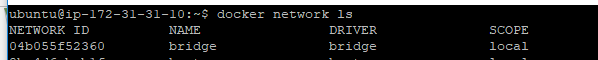 ubuntu@ip-172-31-31-10:~$ docker network ls
NETWORK ID NAME DRIVER SCOPE
04b055f52360 bridge bridge local